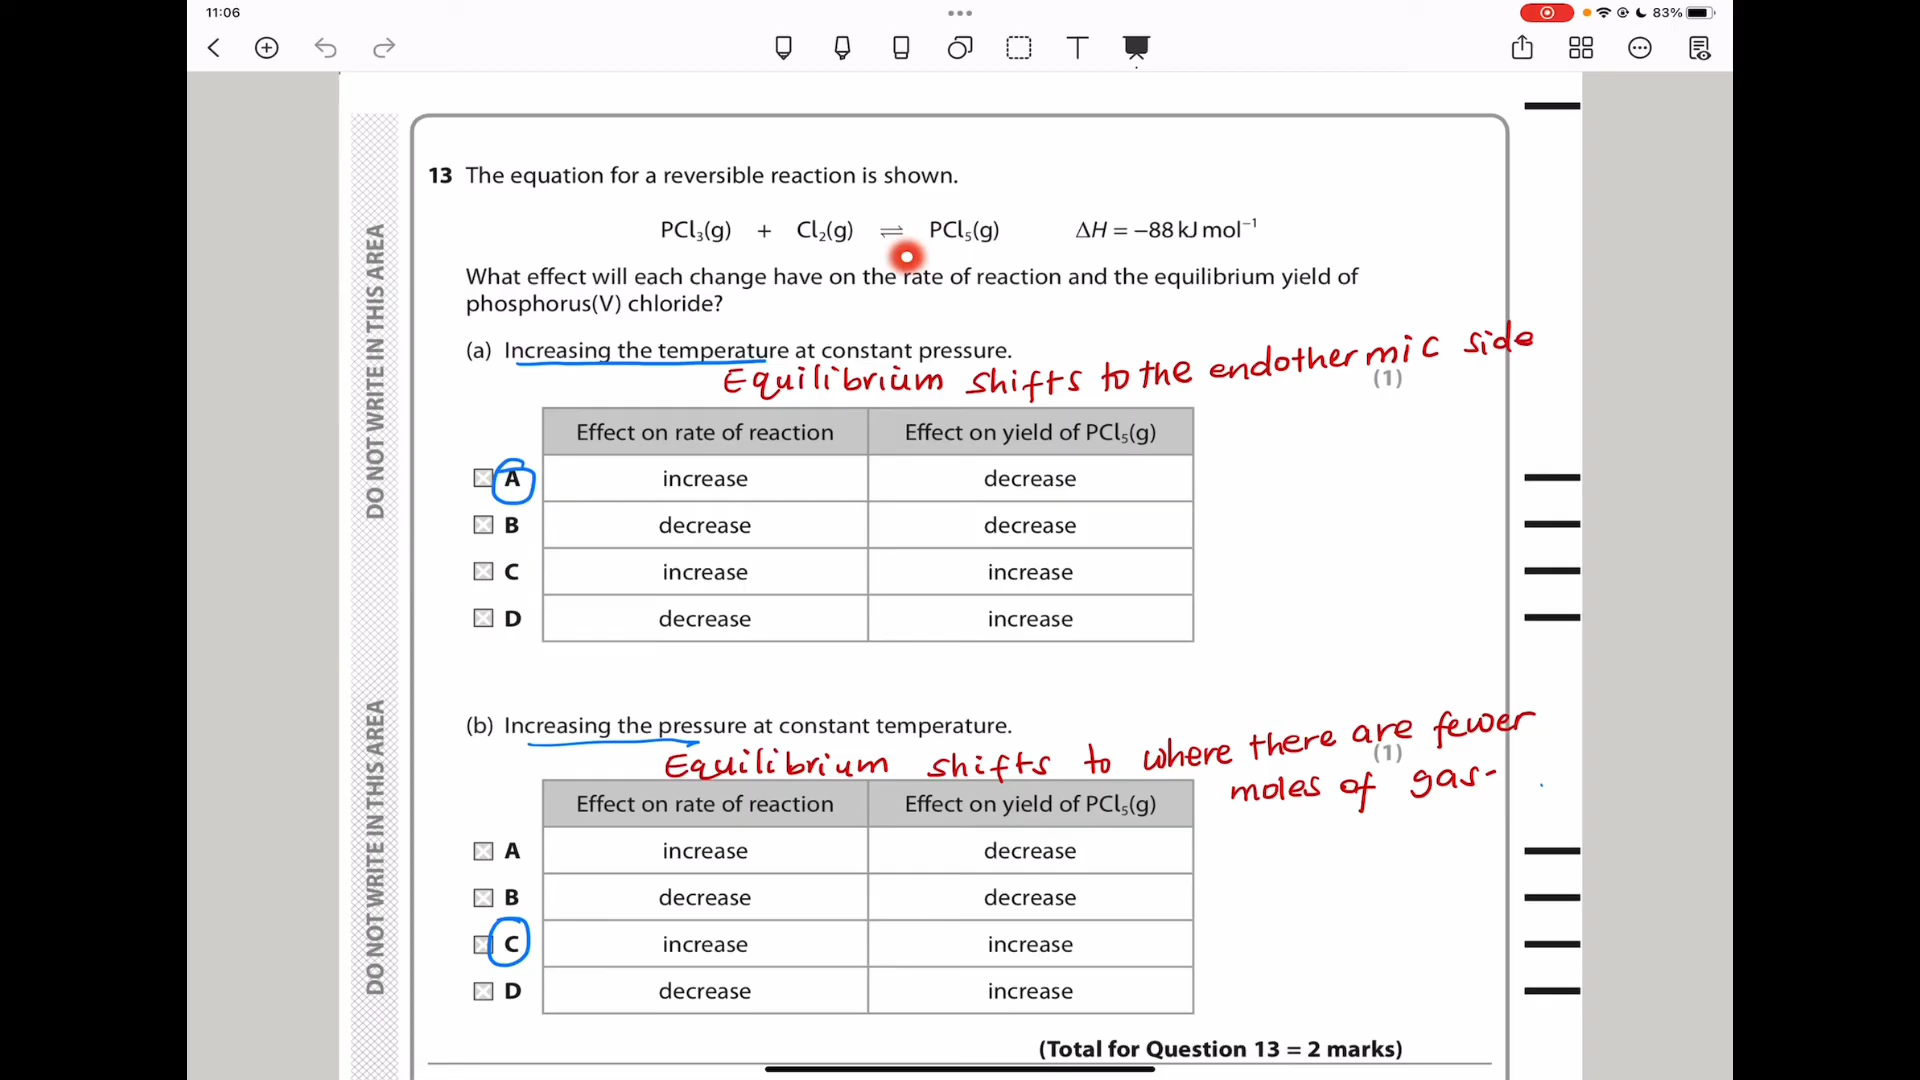 11:06
83%
13 The equation for a reversible reaction is shown.
PCl₃(g) + Cl₂(g) ⇌ PCl₅(g) ΔH = −88 kJ mol⁻¹
What effect will each change have on the rate of reaction and the equilibrium yield of
phosphorus(V) chloride?
(a) Increasing the temperature at constant pressure.
Equilibrium shifts to the endothermic side
(1)
Effect on rate of reaction Effect on yield of PCl₅(g)
A increase decrease
B decrease decrease
C increase increase
D decrease increase
(b) Increasing the pressure at constant temperature.
Equilibrium shifts to where there are fewer
(1)
moles of gas-
Effect on rate of reaction Effect on yield of PCl₅(g)
A increase decrease
B decrease decrease
C increase increase
D decrease increase
(Total for Question 13 = 2 marks)
DO NOT WRITE IN THIS AREA
DO NOT WRITE IN THIS AREA